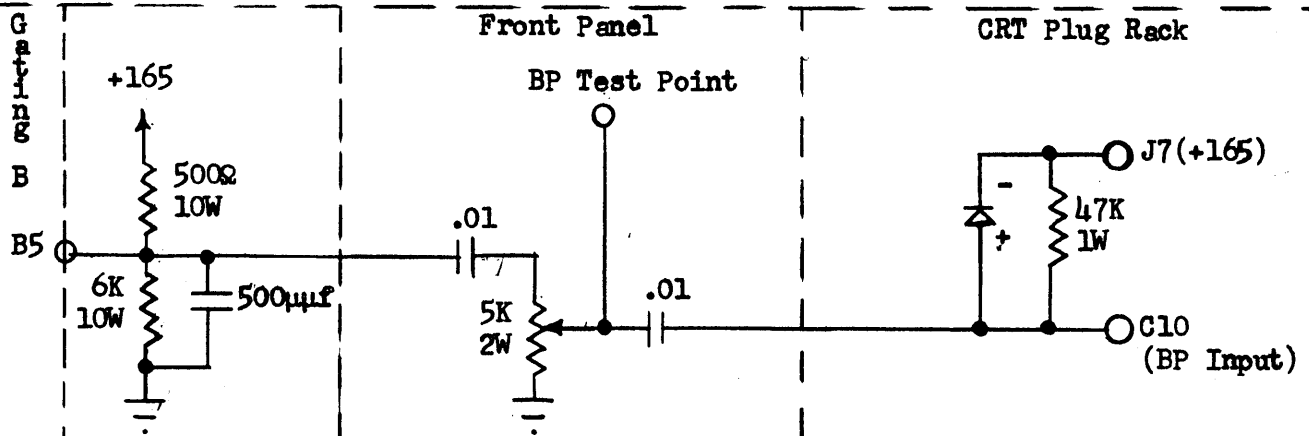 Gating B
Front Panel
CRT Plug Rack
+165
BP Test Point
500Ω
10W
J7(+165)
-
47K
1W
+
.01
B5
6K
10W
500μμf
.01
5K
2W
C10
(BP Input)